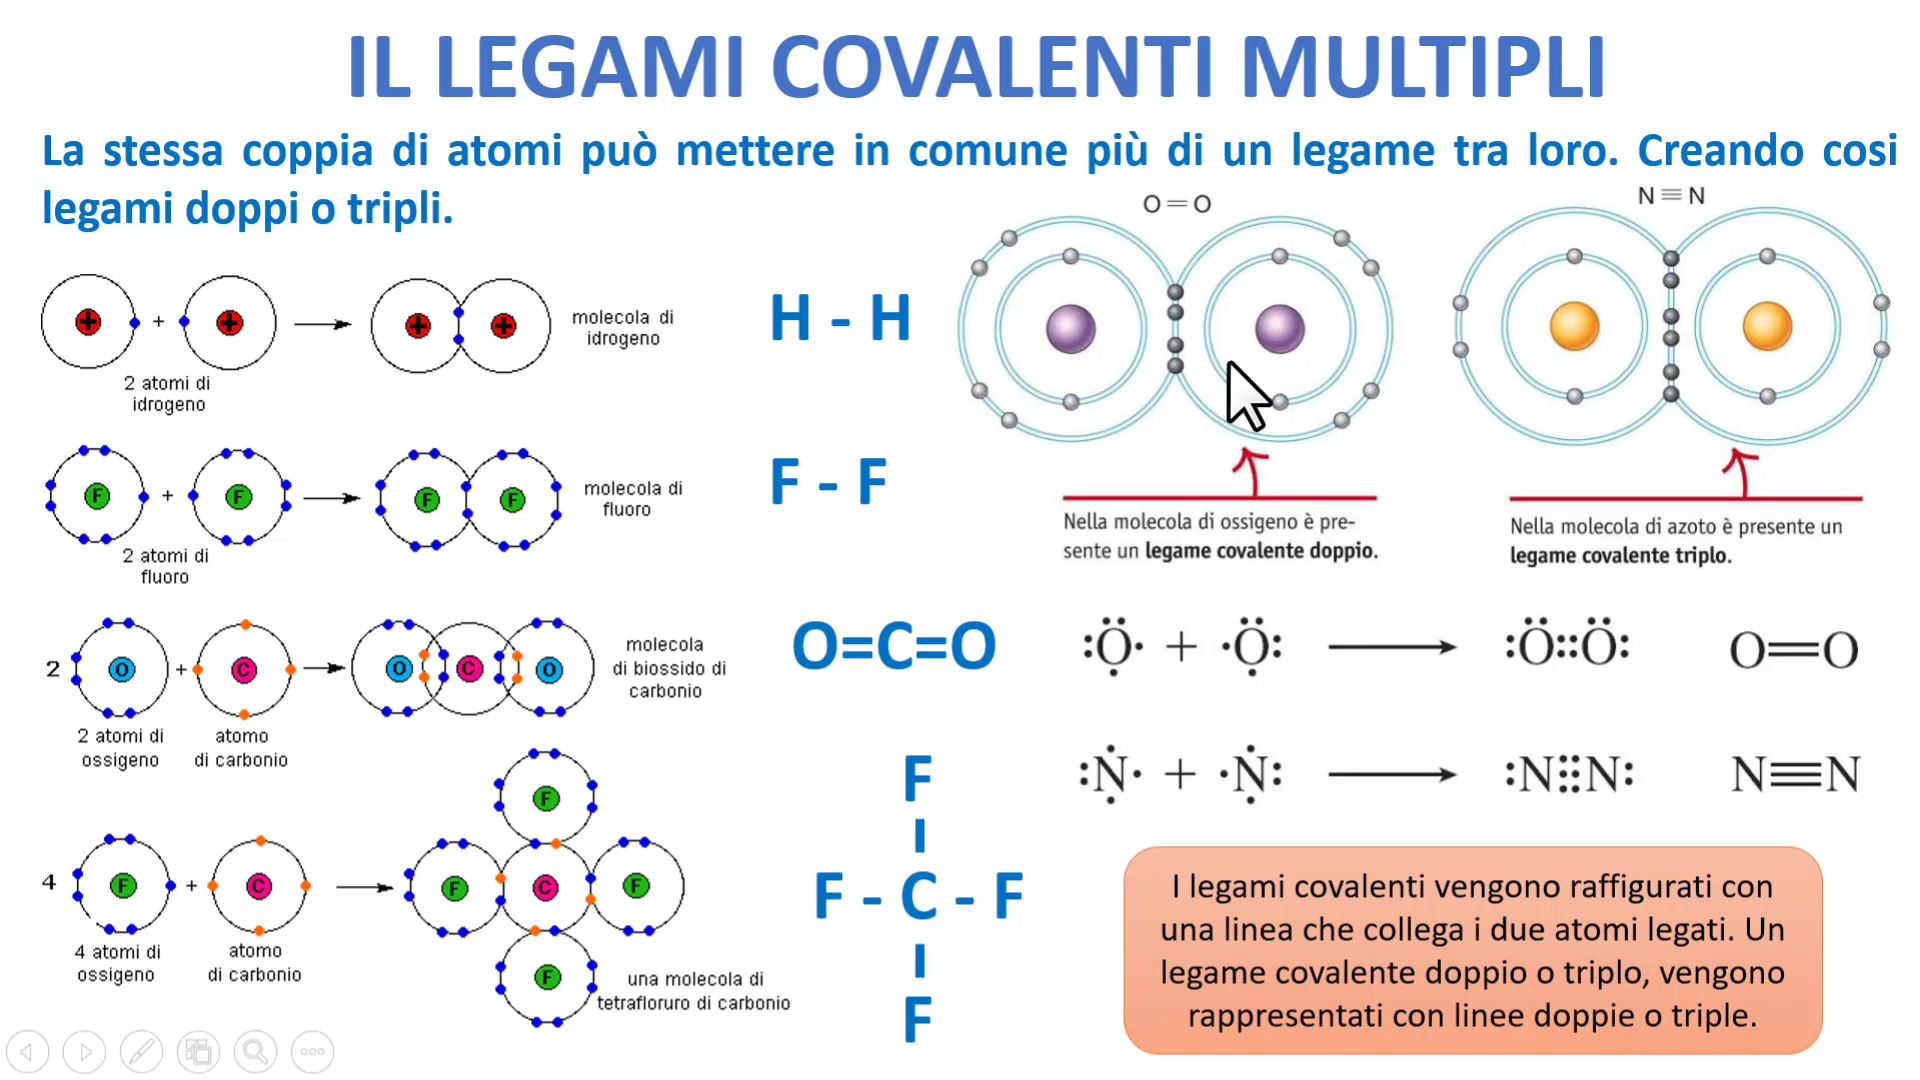 IL LEGAMI COVALENTI MULTIPLI
La stessa coppia di atomi può mettere in comune più di un legame tra loro. Creando cosi
legami doppi o tripli.
+
2 atomi di
idrogeno
molecola di
idrogeno
H - H
F + F
2 atomi di
fluoro
F F
molecola di
fluoro
F - F
2 O + C
2 atomi di
ossigeno
atomo
di carbonio
O C O
molecola
di biossido di
carbonio
O=C=O
4 F + C
4 atomi di
ossigeno
atomo
di carbonio
F
F C F
F
una molecola di
tetrafloruro di carbonio
F
F - C - F
F
O=O
Nella molecola di ossigeno è pre-
sente un legame covalente doppio.
N≡N
Nella molecola di azoto è presente un
legame covalente triplo.
:O· + ·O: :O::O: O=O
:N· + ·N: :N:::N: N≡N
I legami covalenti vengono raffigurati con
una linea che collega i due atomi legati. Un
legame covalente doppio o triplo, vengono
rappresentati con linee doppie o triple.